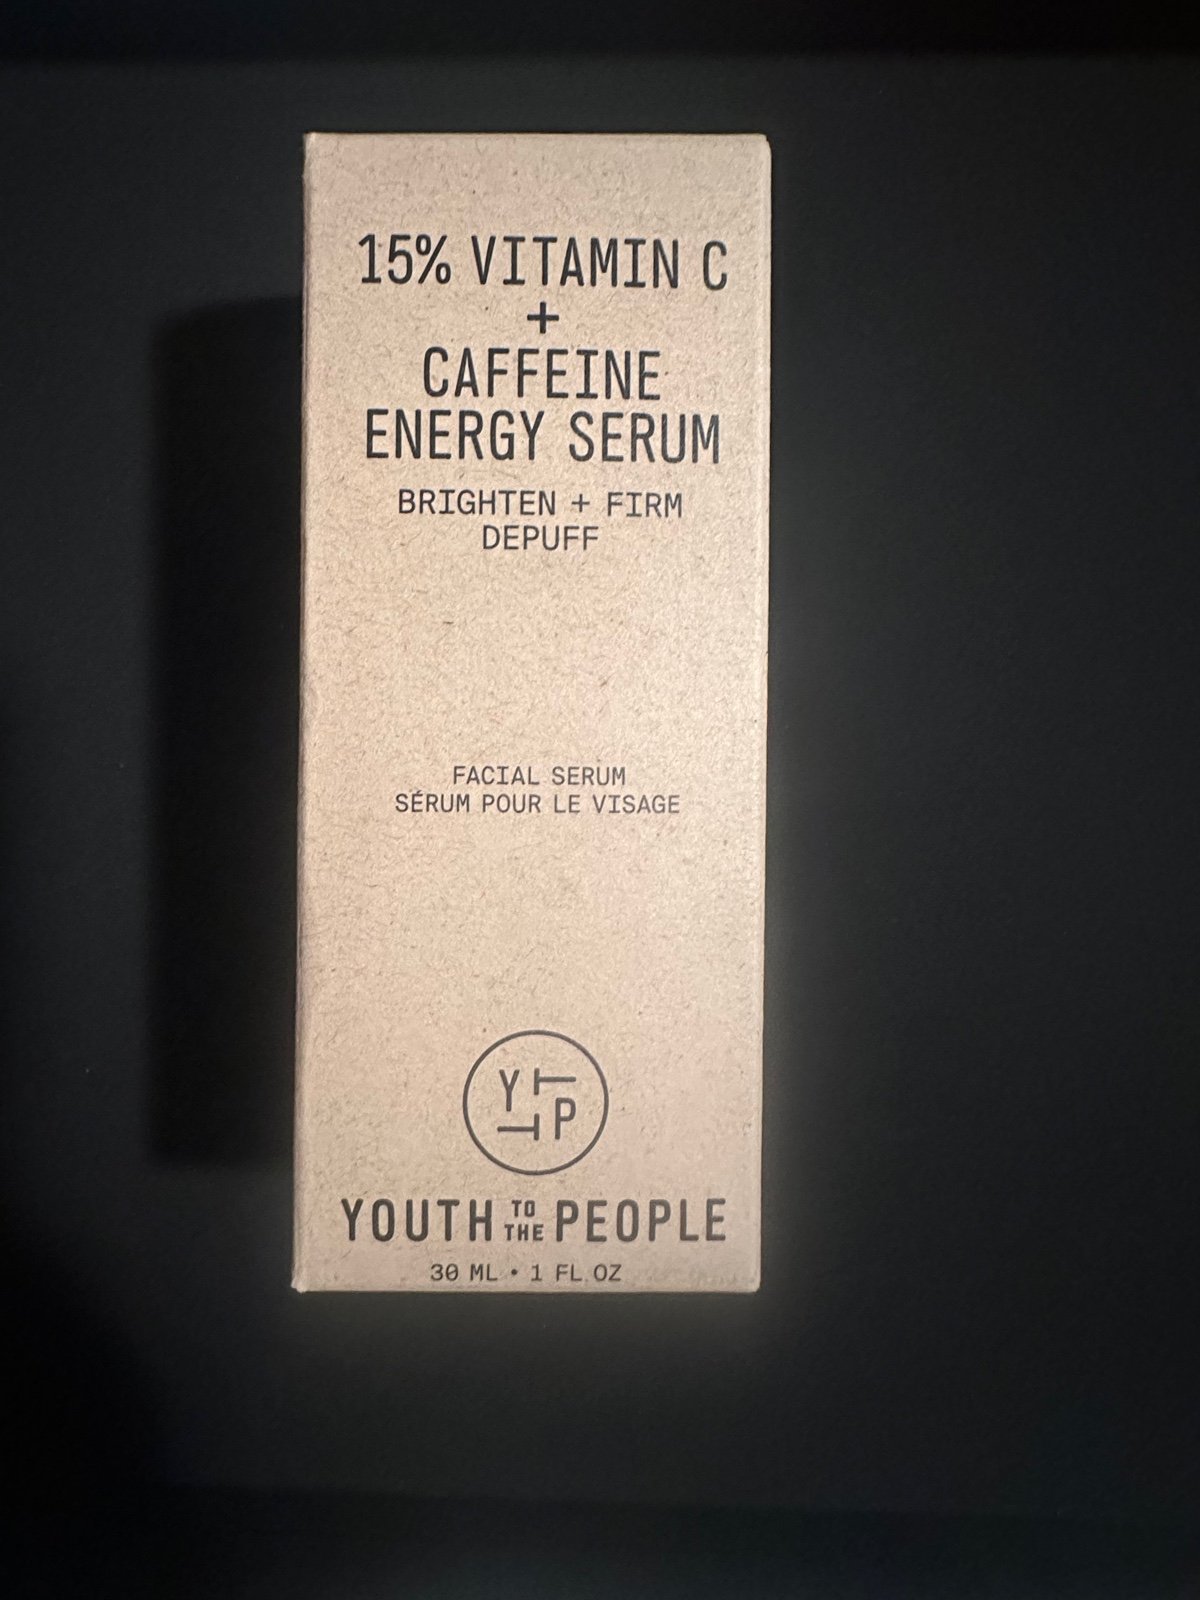 15% VITAMIN C
+
CAFFEINE
ENERGY SERUM
BRIGHTEN + FIRM
DEPUFF
FACIAL SERUM
SÉRUM POUR LE VISAGE
YTTP
YOUTH TO THE PEOPLE
30 ML • 1 FL OZ